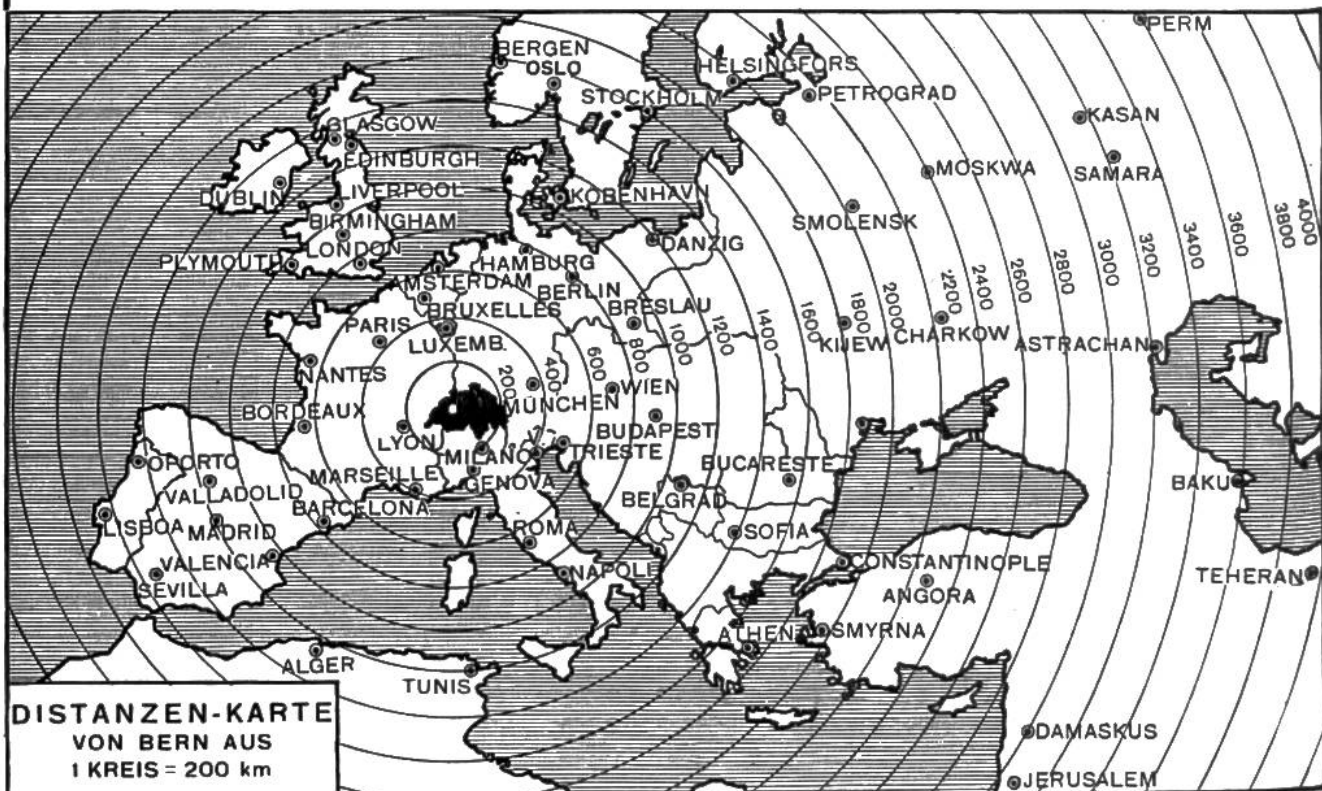 PERM
BERGEN
OSLO
HELSINGFORS
STOCKHOLM
PETROGRAD
KASAN
GLASGOW
EDINBURGH
MOSKWA
SAMARA
DUBLIN
LIVERPOOL
KOBENHAVN
SMOLENSK
BIRMINGHAM
LONDON
PLYMOUTH
DANZIG
HAMBURG
AMSTERDAM
BERLIN
BRUXELLES
BRESLAU
PARIS
LUXEMB.
KIJEW
CHARKOW
ASTRACHAN
200
400
600
800
1000
1200
1400
1600
1800
2000
2200
2400
2600
2800
3000
3200
3400
3600
3800
4000
NANTES
MÜNCHEN
WIEN
BORDEAUX
LYON
BUDAPEST
MILANO
TRIESTE
OPORTO
MARSEILLE
GENOVA
BUCAREST
BAKU
VALLADOLID
BELGRAD
LISBOA
MADRID
BARCELONA
ROMA
SOFIA
VALENCIA
SEVILLA
NAPOLI
CONSTANTINOPLE
ANGORA
TEHERAN
ATHEN
SMYRNA
ALGER
TUNIS
DAMASKUS
JERUSALEM
DISTANZEN-KARTE
VON BERN AUS
1 KREIS = 200 km